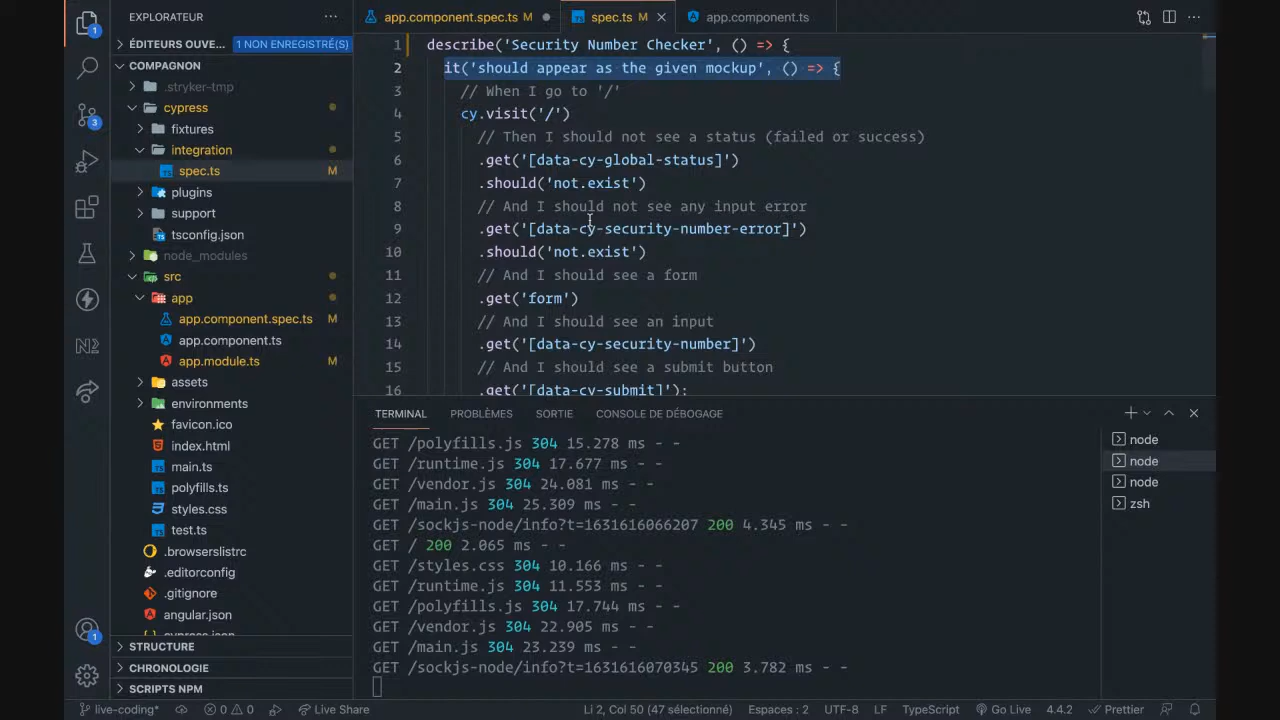 EXPLORATEUR
ÉDITEURS OUVE... 1 NON ENREGISTRÉ(S)
COMPAGNON
.stryker-tmp
cypress
fixtures
integration
spec.ts M
plugins
support
tsconfig.json
node_modules
src
app
app.component.spec.ts M
app.component.ts
app.module.ts M
assets
environments
favicon.ico
index.html
main.ts
polyfills.ts
styles.css
test.ts
.browserslistrc
.editorconfig
.gitignore
angular.json
cypress.json
STRUCTURE
CHRONOLOGIE
SCRIPTS NPM
1
3
N2
1
app.component.spec.ts M
spec.ts M
app.component.ts
1 describe('Security Number Checker', () => {
2 it('should appear as the given mockup', () => {
3 // When I go to '/'
4 cy.visit('/')
5 // Then I should not see a status (failed or success)
6 .get('[data-cy-global-status]')
7 .should('not.exist')
8 // And I should not see any input error
9 .get('[data-cy-security-number-error]')
10 .should('not.exist')
11 // And I should see a form
12 .get('form')
13 // And I should see an input
14 .get('[data-cy-security-number]')
15 // And I should see a submit button
16 .get('[data-cy-submit]');
TERMINAL PROBLÈMES SORTIE CONSOLE DE DÉBOGAGE
GET /polyfills.js 304 15.278 ms - -
GET /runtime.js 304 17.677 ms - -
GET /vendor.js 304 24.081 ms - -
GET /main.js 304 25.309 ms - -
GET /sockjs-node/info?t=1631616066207 200 4.345 ms - -
GET / 200 2.065 ms - -
GET /styles.css 304 10.166 ms - -
GET /runtime.js 304 11.553 ms - -
GET /polyfills.js 304 17.744 ms - -
GET /vendor.js 304 22.905 ms - -
GET /main.js 304 23.239 ms - -
GET /sockjs-node/info?t=1631616070345 200 3.782 ms - -
node
node
node
zsh
live-coding* 0 0 Live Share Li 2, Col 50 (47 sélectionné) Espaces : 2 UTF-8 LF TypeScript Go Live 4.4.2 Prettier